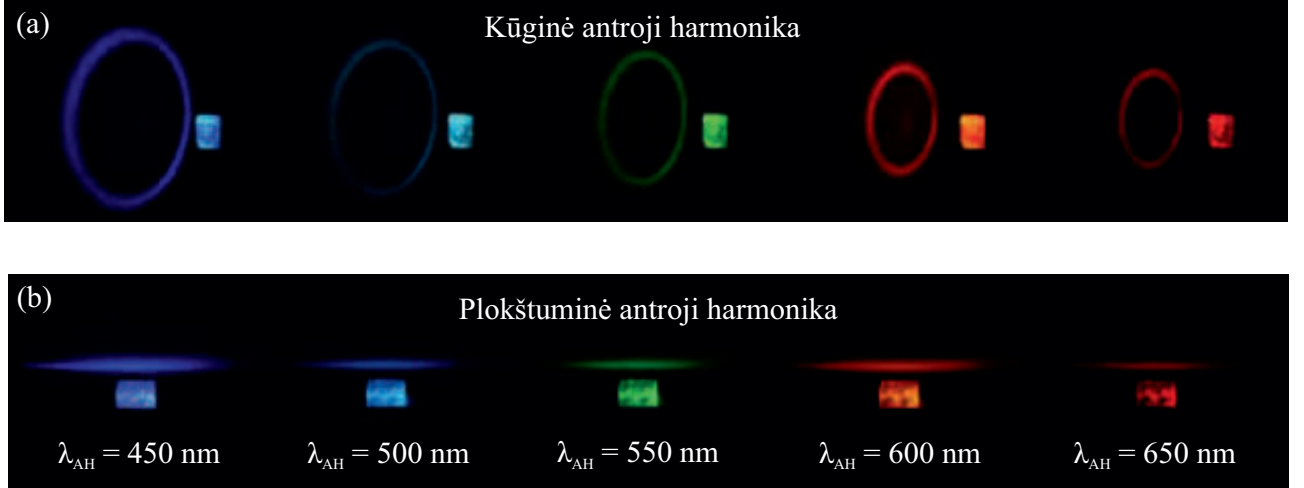 (a)
Kūginė antroji harmonika
(b)
Plokštuminė antroji harmonika
λAH = 450 nm
λAH = 500 nm
λAH = 550 nm
λAH = 600 nm
λAH = 650 nm